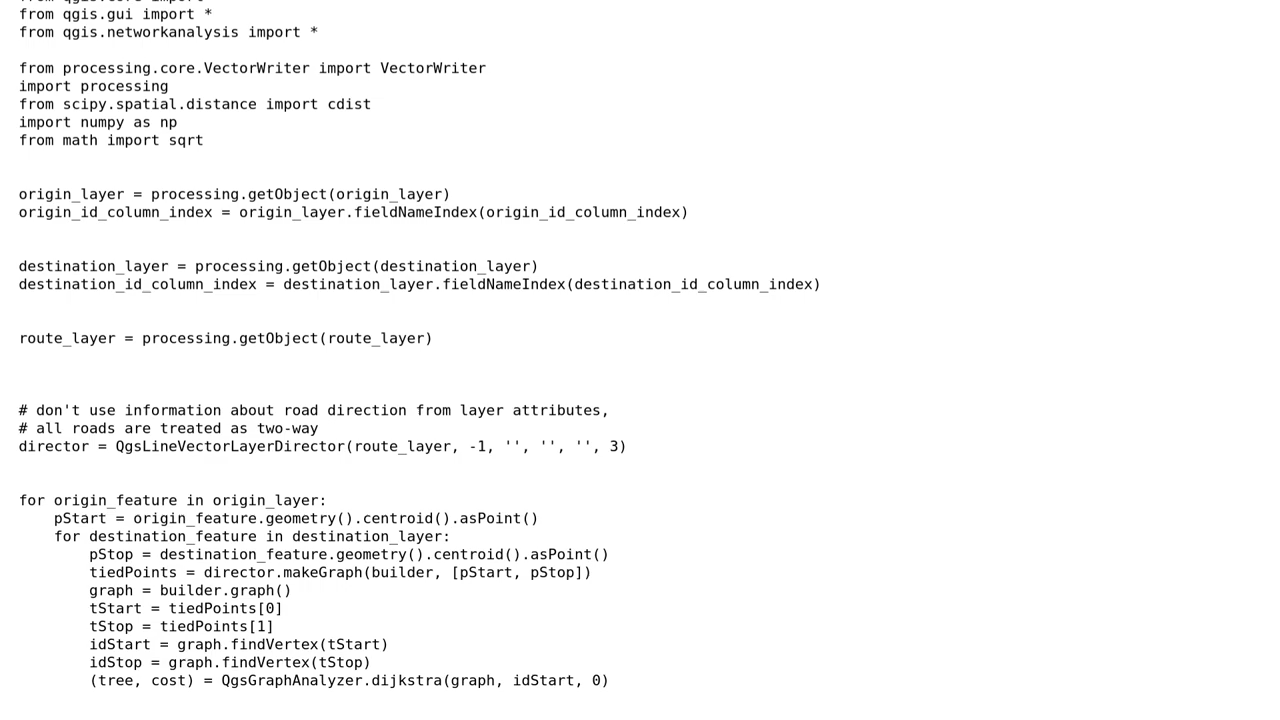 from qgis.gui import *
from qgis.networkanalysis import *
from processing.core.VectorWriter import VectorWriter
import processing
from scipy.spatial.distance import cdist
import numpy as np
from math import sqrt
origin_layer = processing.getObject(origin_layer)
origin_id_column_index = origin_layer.fieldNameIndex(origin_id_column_index)
destination_layer = processing.getObject(destination_layer)
destination_id_column_index = destination_layer.fieldNameIndex(destination_id_column_index)
route_layer = processing.getObject(route_layer)
# don't use information about road direction from layer attributes,
# all roads are treated as two-way
director = QgsLineVectorLayerDirector(route_layer, -1, '', '', '', 3)
for origin_feature in origin_layer:
    pStart = origin_feature.geometry().centroid().asPoint()
    for destination_feature in destination_layer:
        pStop = destination_feature.geometry().centroid().asPoint()
        tiedPoints = director.makeGraph(builder, [pStart, pStop])
        graph = builder.graph()
        tStart = tiedPoints[0]
        tStop = tiedPoints[1]
        idStart = graph.findVertex(tStart)
        idStop = graph.findVertex(tStop)
        (tree, cost) = QgsGraphAnalyzer.dijkstra(graph, idStart, 0)